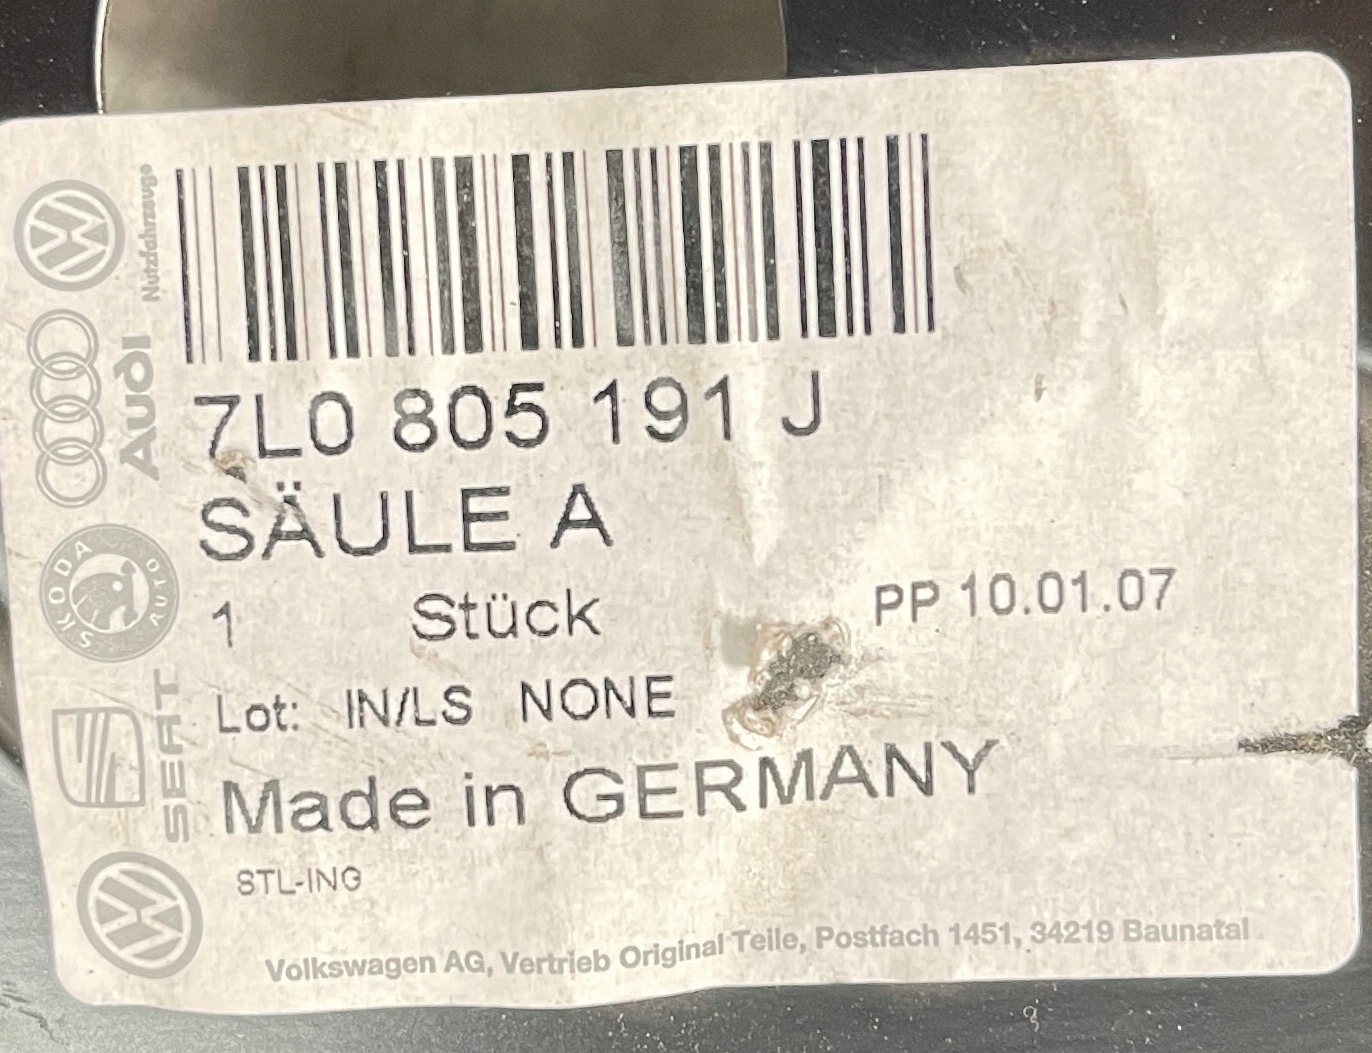 Nutzfahrzeuge
Audi
SKODA
AUTO
SEAT
7L0 805 191 J
SÄULE A
1 Stück
PP 10.01.07
Lot: IN/LS NONE
Made in GERMANY
STL-ING
Volkswagen AG, Vertrieb Original Teile, Postfach 1451, 34219 Baunatal